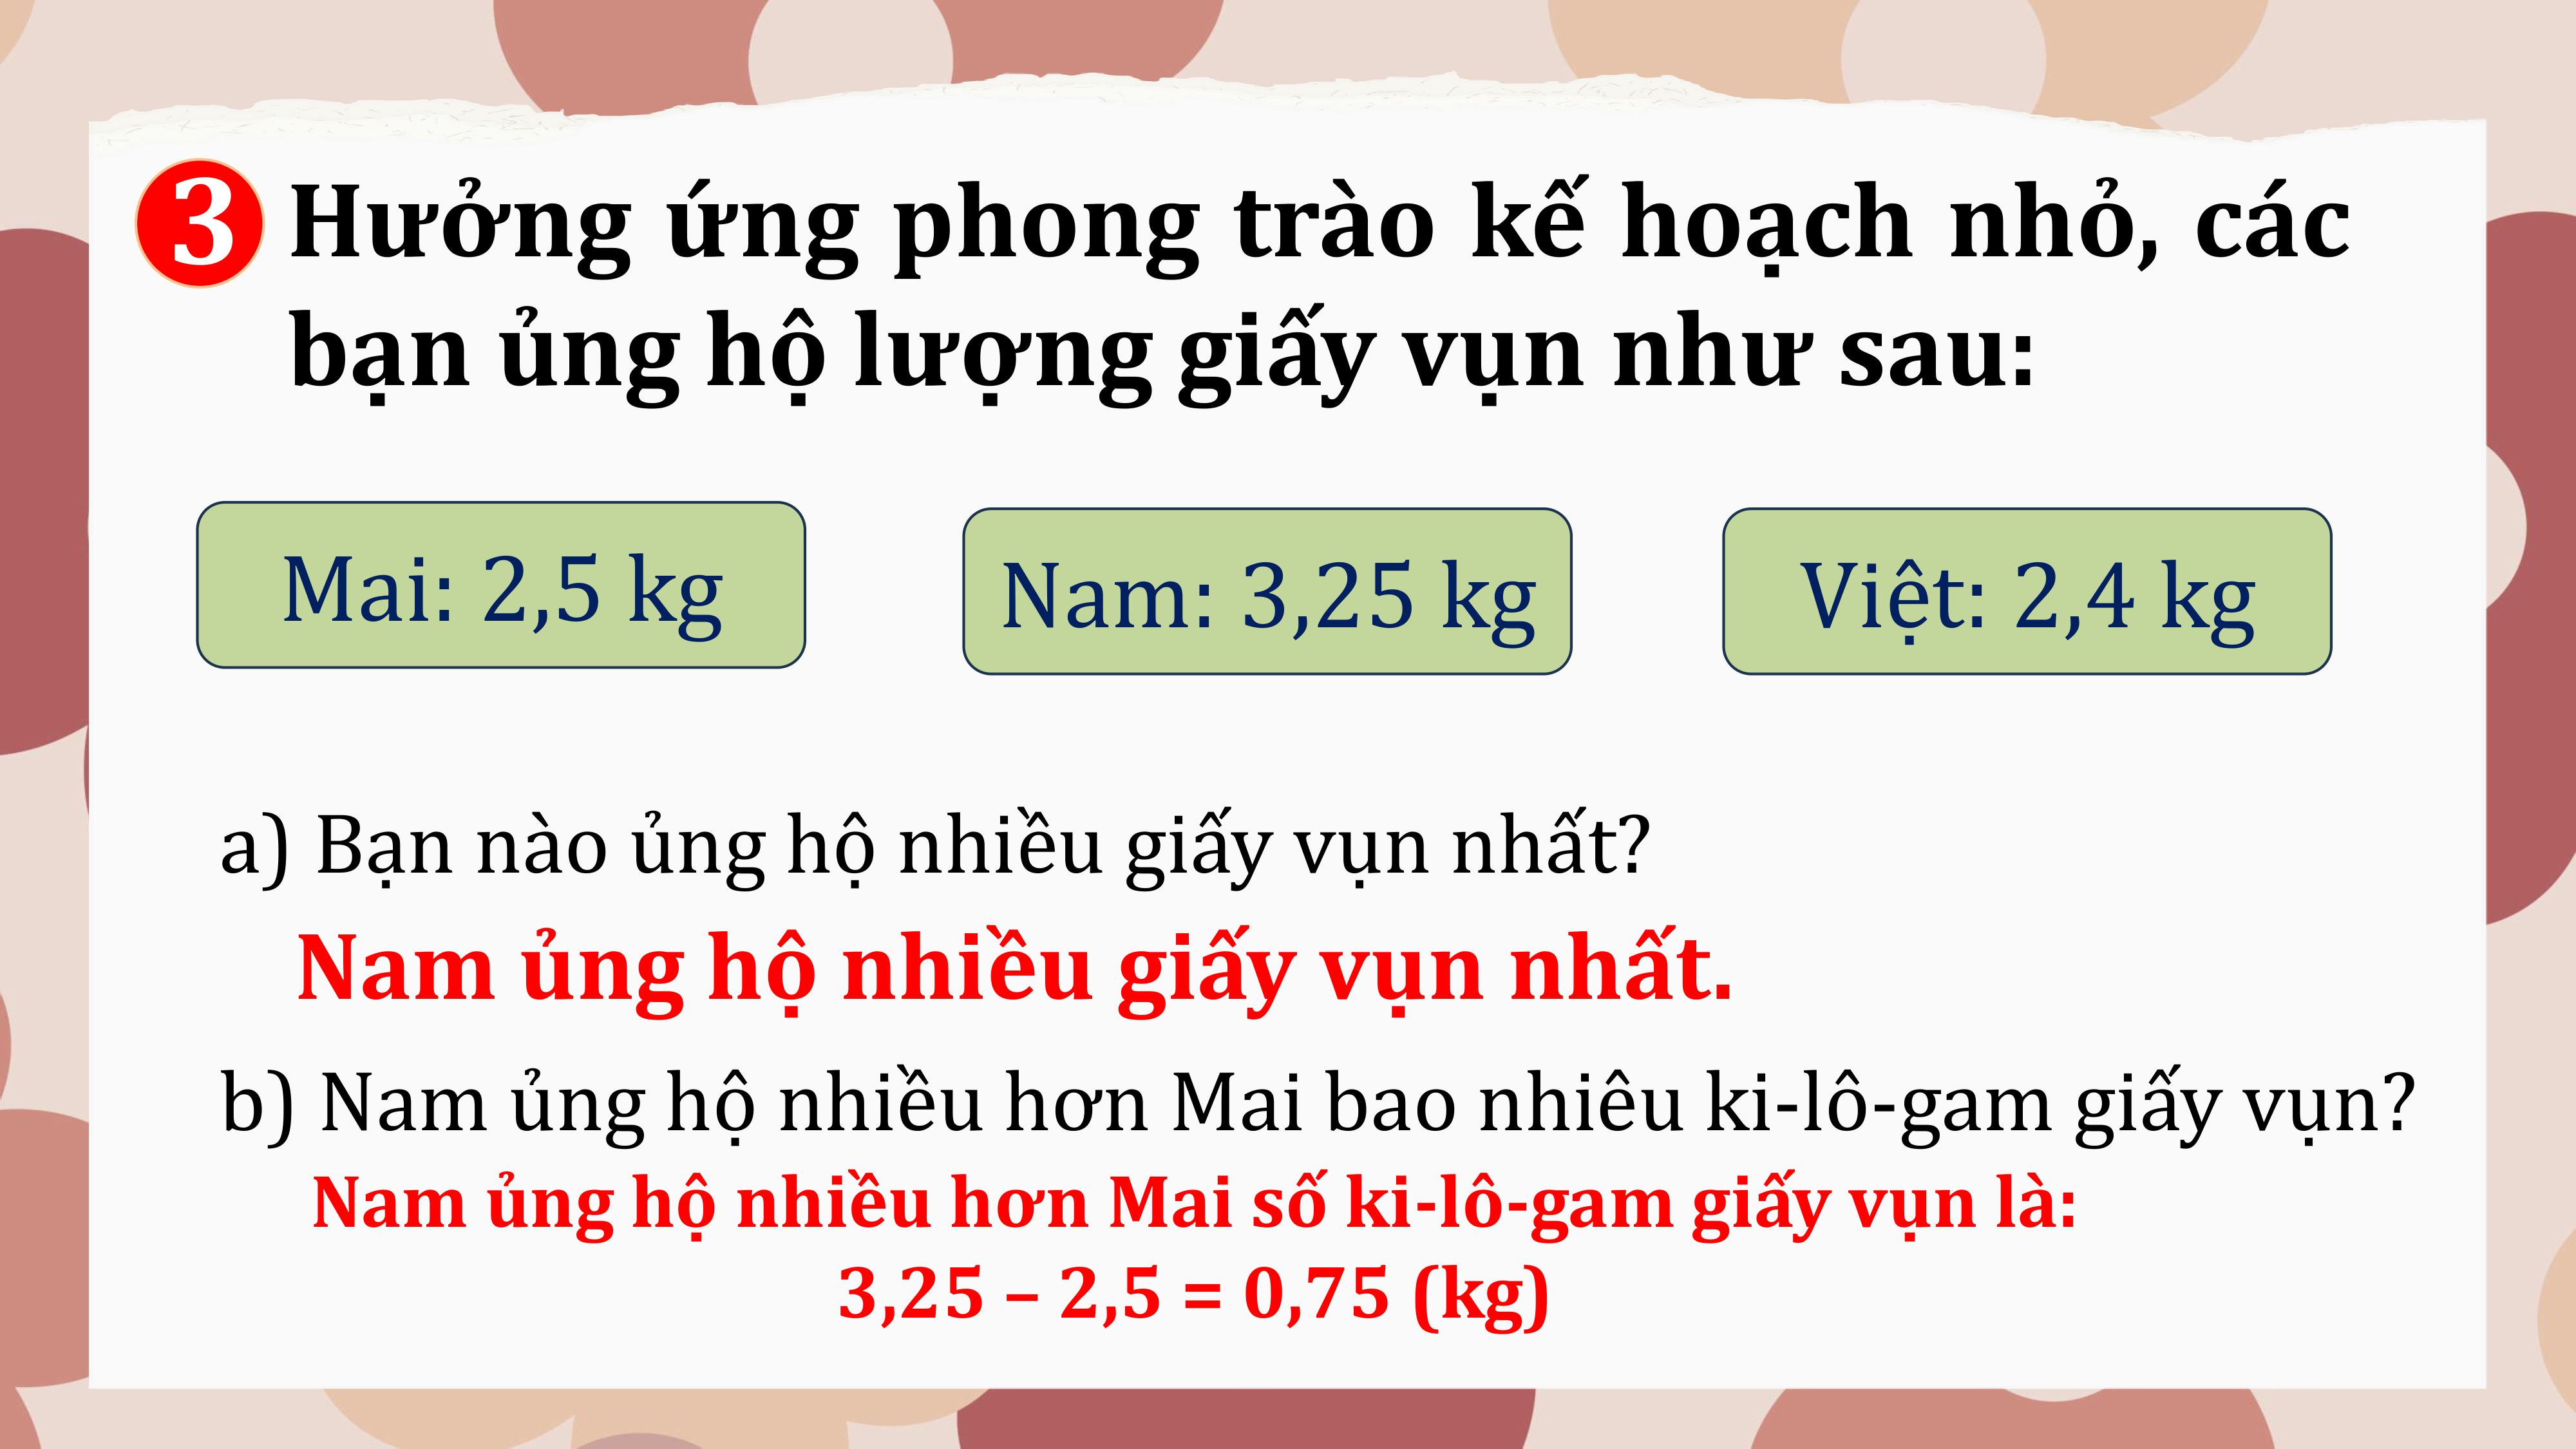 3 Hưởng ứng phong trào kế hoạch nhỏ, các
bạn ủng hộ lượng giấy vụn như sau:
Mai: 2,5 kg
Nam: 3,25 kg
Việt: 2,4 kg
a) Bạn nào ủng hộ nhiều giấy vụn nhất?
Nam ủng hộ nhiều giấy vụn nhất.
b) Nam ủng hộ nhiều hơn Mai bao nhiêu ki-lô-gam giấy vụn?
Nam ủng hộ nhiều hơn Mai số ki-lô-gam giấy vụn là:
3,25 – 2,5 = 0,75 (kg)